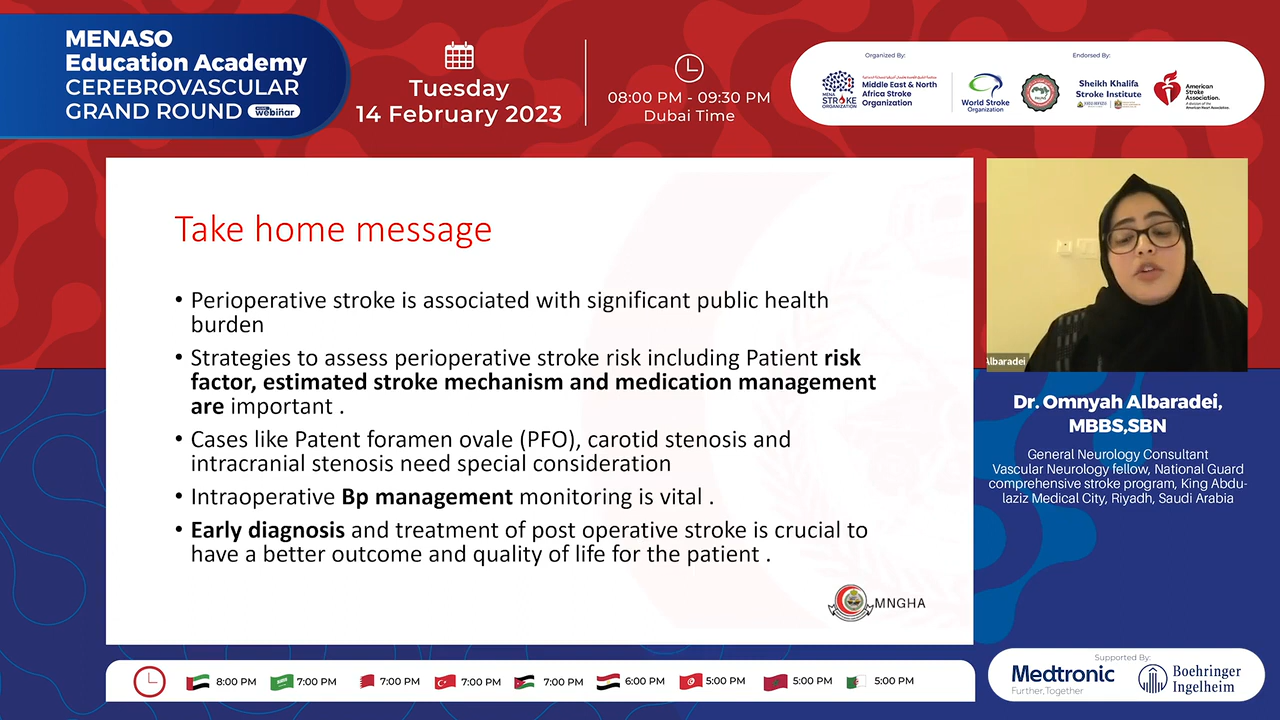 MENASO
Education Academy
CEREBROVASCULAR
GRAND ROUND webinar
Tuesday
14 February 2023
08:00 PM - 09:30 PM
Dubai Time
Organized By:
MENA
STROKE
ORGANIZATION
Middle East & North
Africa Stroke
Organization
World Stroke
Organization
Endorsed By:
Sheikh Khalifa
Stroke Institute
American
Stroke
Association.
Take home message
• Perioperative stroke is associated with significant public health
burden
• Strategies to assess perioperative stroke risk including Patient risk
factor, estimated stroke mechanism and medication management
are important .
• Cases like Patent foramen ovale (PFO), carotid stenosis and
intracranial stenosis need special consideration
• Intraoperative Bp management monitoring is vital .
• Early diagnosis and treatment of post operative stroke is crucial to
have a better outcome and quality of life for the patient .
MNGHA
Albaradei
Dr. Omnyah Albaradei,
MBBS,SBN
General Neurology Consultant
Vascular Neurology fellow, National Guard
comprehensive stroke program, King Abdu-
laziz Medical City, Riyadh, Saudi Arabia
8:00 PM
7:00 PM
7:00 PM
7:00 PM
7:00 PM
6:00 PM
5:00 PM
5:00 PM
5:00 PM
Supported By:
Medtronic
Further,Together
Boehringer
Ingelheim